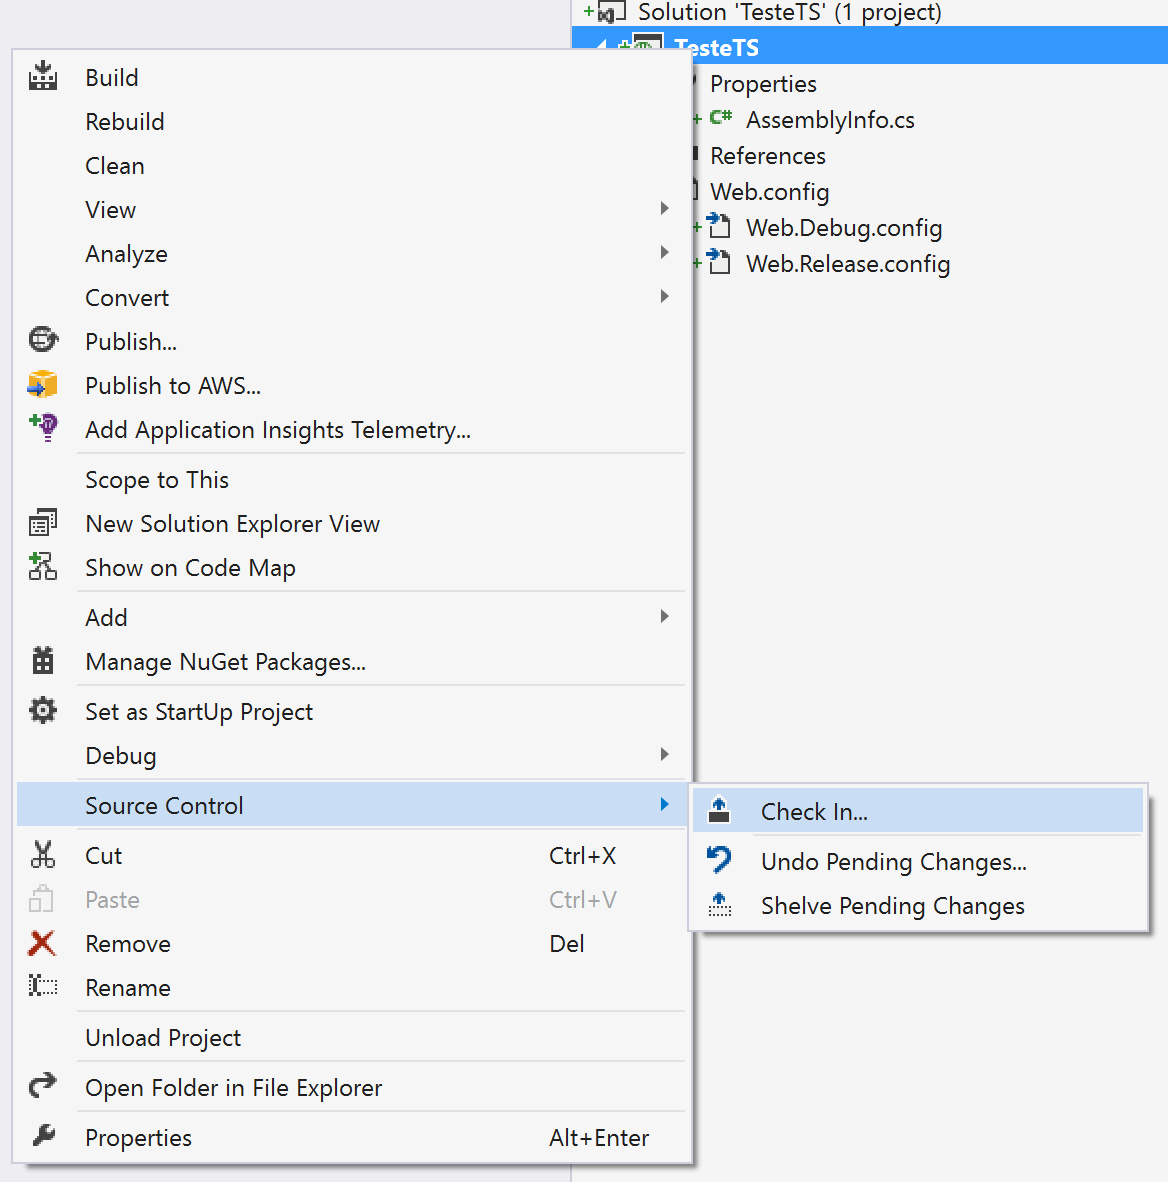 Solution 'TesteTS' (1 project)
TesteTS
Properties
C# AssemblyInfo.cs
References
Web.config
Web.Debug.config
Web.Release.config
Build
Rebuild
Clean
View
Analyze
Convert
Publish...
Publish to AWS...
Add Application Insights Telemetry...
Scope to This
New Solution Explorer View
Show on Code Map
Add
Manage NuGet Packages...
Set as StartUp Project
Debug
Source Control
Check In...
Undo Pending Changes...
Shelve Pending Changes
Cut Ctrl+X
Paste Ctrl+V
Remove Del
Rename
Unload Project
Open Folder in File Explorer
Properties Alt+Enter